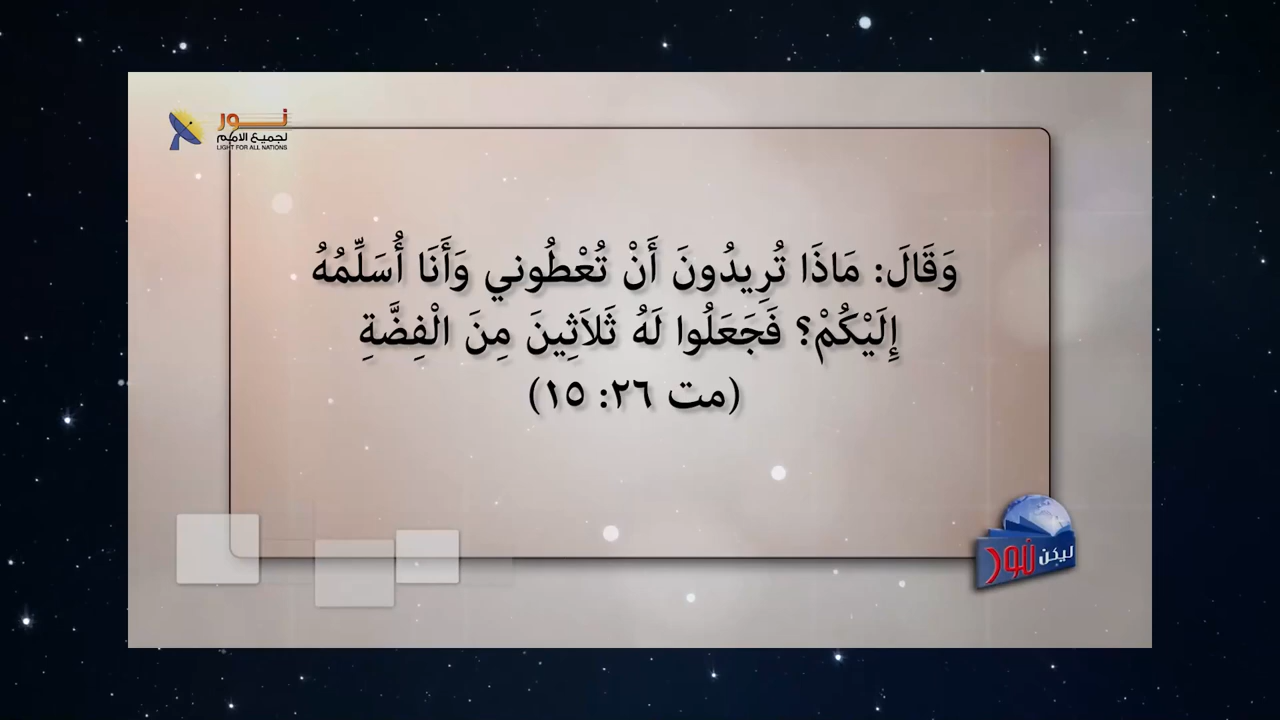 نور
لجميع الامم
LIGHT FOR ALL NATIONS
وَقَالَ: مَاذَا تُرِيدُونَ أَنْ تُعْطُوني وَأَنَا أُسَلِّمُهُ
إِلَيْكُمْ؟ فَجَعَلُوا لَهُ ثَلاَثِينَ مِنَ الْفِضَّةِ
(مت ٢٦: ١٥)
ليكن نور